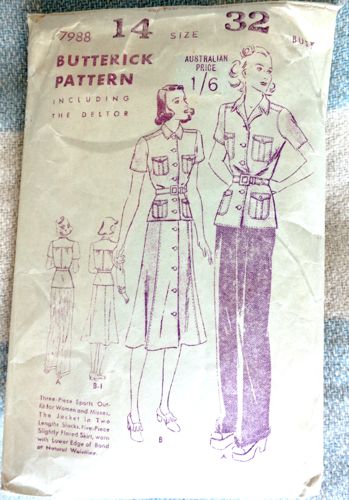 7988 14 SIZE 32 BUST
BUTTERICK
PATTERN
INCLUDING
THE DELTOR
AUSTRALIAN
PRICE
1/6
A
B-1
B
A
Three-Piece Sports Out-
fit for Women and Misses,
The Jacket in Two
Lengths Slacks, Five-Piece
Slightly Flared Skirt, worn
with Lower Edge of Band
at Natural Waistline.